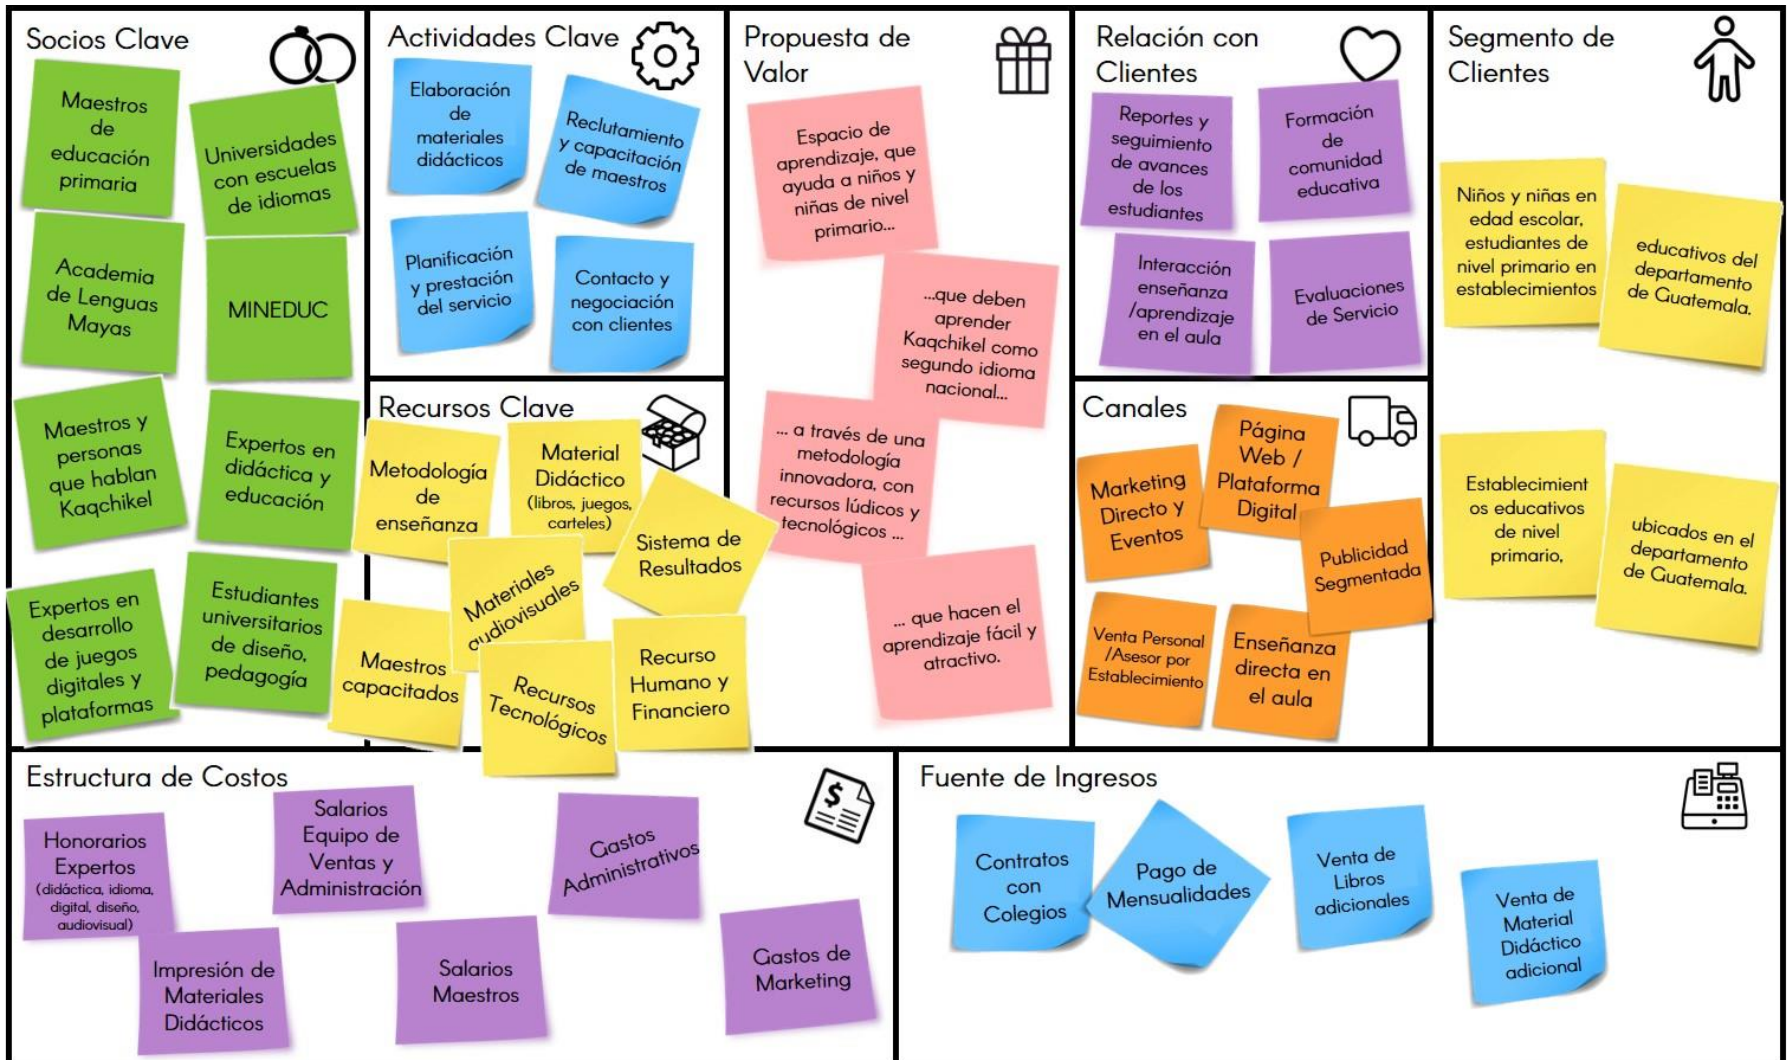 Socios Clave
Maestros
de
educación
primaria
Universidades
con escuelas
de idiomas
Academia
de Lenguas
Mayas
MINEDUC
Maestros y
personas
que hablan
Kaqchikel
Expertos en
didáctica y
educación
Expertos en
desarrollo
de juegos
digitales y
plataformas
Estudiantes
universitarios
de diseño,
pedagogía
Actividades Clave
Elaboración
de
materiales
didácticos
Reclutamiento
y capacitación
de maestros
Planificación
y prestación
del servicio
Contacto y
negociación
con clientes
Recursos Clave
Metodología
de
enseñanza
Material
Didáctico
(libros, juegos,
carteles)
Sistema de
Resultados
Materiales
audiovisuales
Maestros
capacitados
Recursos
Tecnológicos
Recurso
Humano y
Financiero
Propuesta de
Valor
Espacio de
aprendizaje, que
ayuda a niños y
niñas de nivel
primario...
...que deben
aprender
Kaqchikel como
segundo idioma
nacional...
... a través de una
metodología
innovadora, con
recursos lúdicos y
tecnológicos ...
... que hacen el
aprendizaje fácil y
atractivo.
Relación con
Clientes
Reportes y
seguimiento
de avances
de los
estudiantes
Formación
de
comunidad
educativa
Interacción
enseñanza
/aprendizaje
en el aula
Evaluaciones
de Servicio
Canales
Marketing
Directo y
Eventos
Página
Web /
Plataforma
Digital
Publicidad
Segmentada
Venta Personal
/Asesor por
Establecimiento
Enseñanza
directa en
el aula
Segmento de
Clientes
Niños y niñas en
edad escolar,
estudiantes de
nivel primario en
establecimientos
educativos del
departamento
de Guatemala.
Establecimient
os educativos
de nivel
primario,
ubicados en el
departamento
de Guatemala.
Estructura de Costos
Honorarios
Expertos
(didáctica, idioma,
digital, diseño,
audiovisual)
Impresión de
Materiales
Didácticos
Salarios
Equipo de
Ventas y
Administración
Salarios
Maestros
Gastos
Administrativos
Gastos de
Marketing
Fuente de Ingresos
Contratos
con
Colegios
Pago de
Mensualidades
Venta de
Libros
adicionales
Venta de
Material
Didáctico
adicional